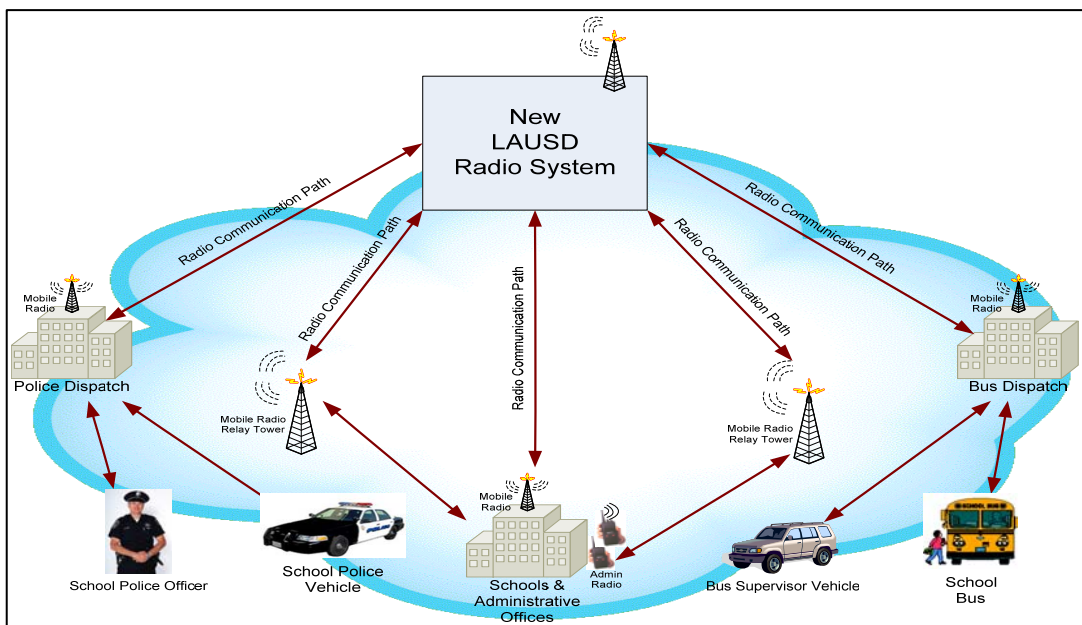 New
LAUSD
Radio System
Radio Communication Path
Radio Communication Path
Radio Communication Path
Radio Communication Path
Radio Communication Path
Mobile
Radio
Police Dispatch
Mobile
Radio
Bus Dispatch
Mobile Radio
Relay Tower
Mobile Radio
Relay Tower
Mobile
Radio
Schools &
Administrative
Offices
Admin
Radio
School Police Officer
School Police
Vehicle
Bus Supervisor Vehicle
SCHOOL BUS
School
Bus